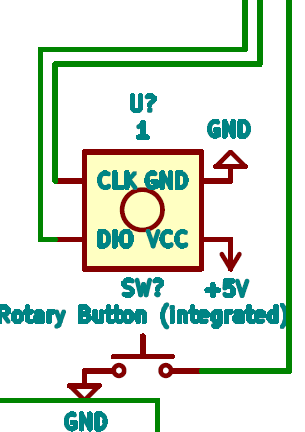 U?
1
GND
CLK GND
DIO VCC
SW?
+5V
Rotary Button (Integrated)
GND